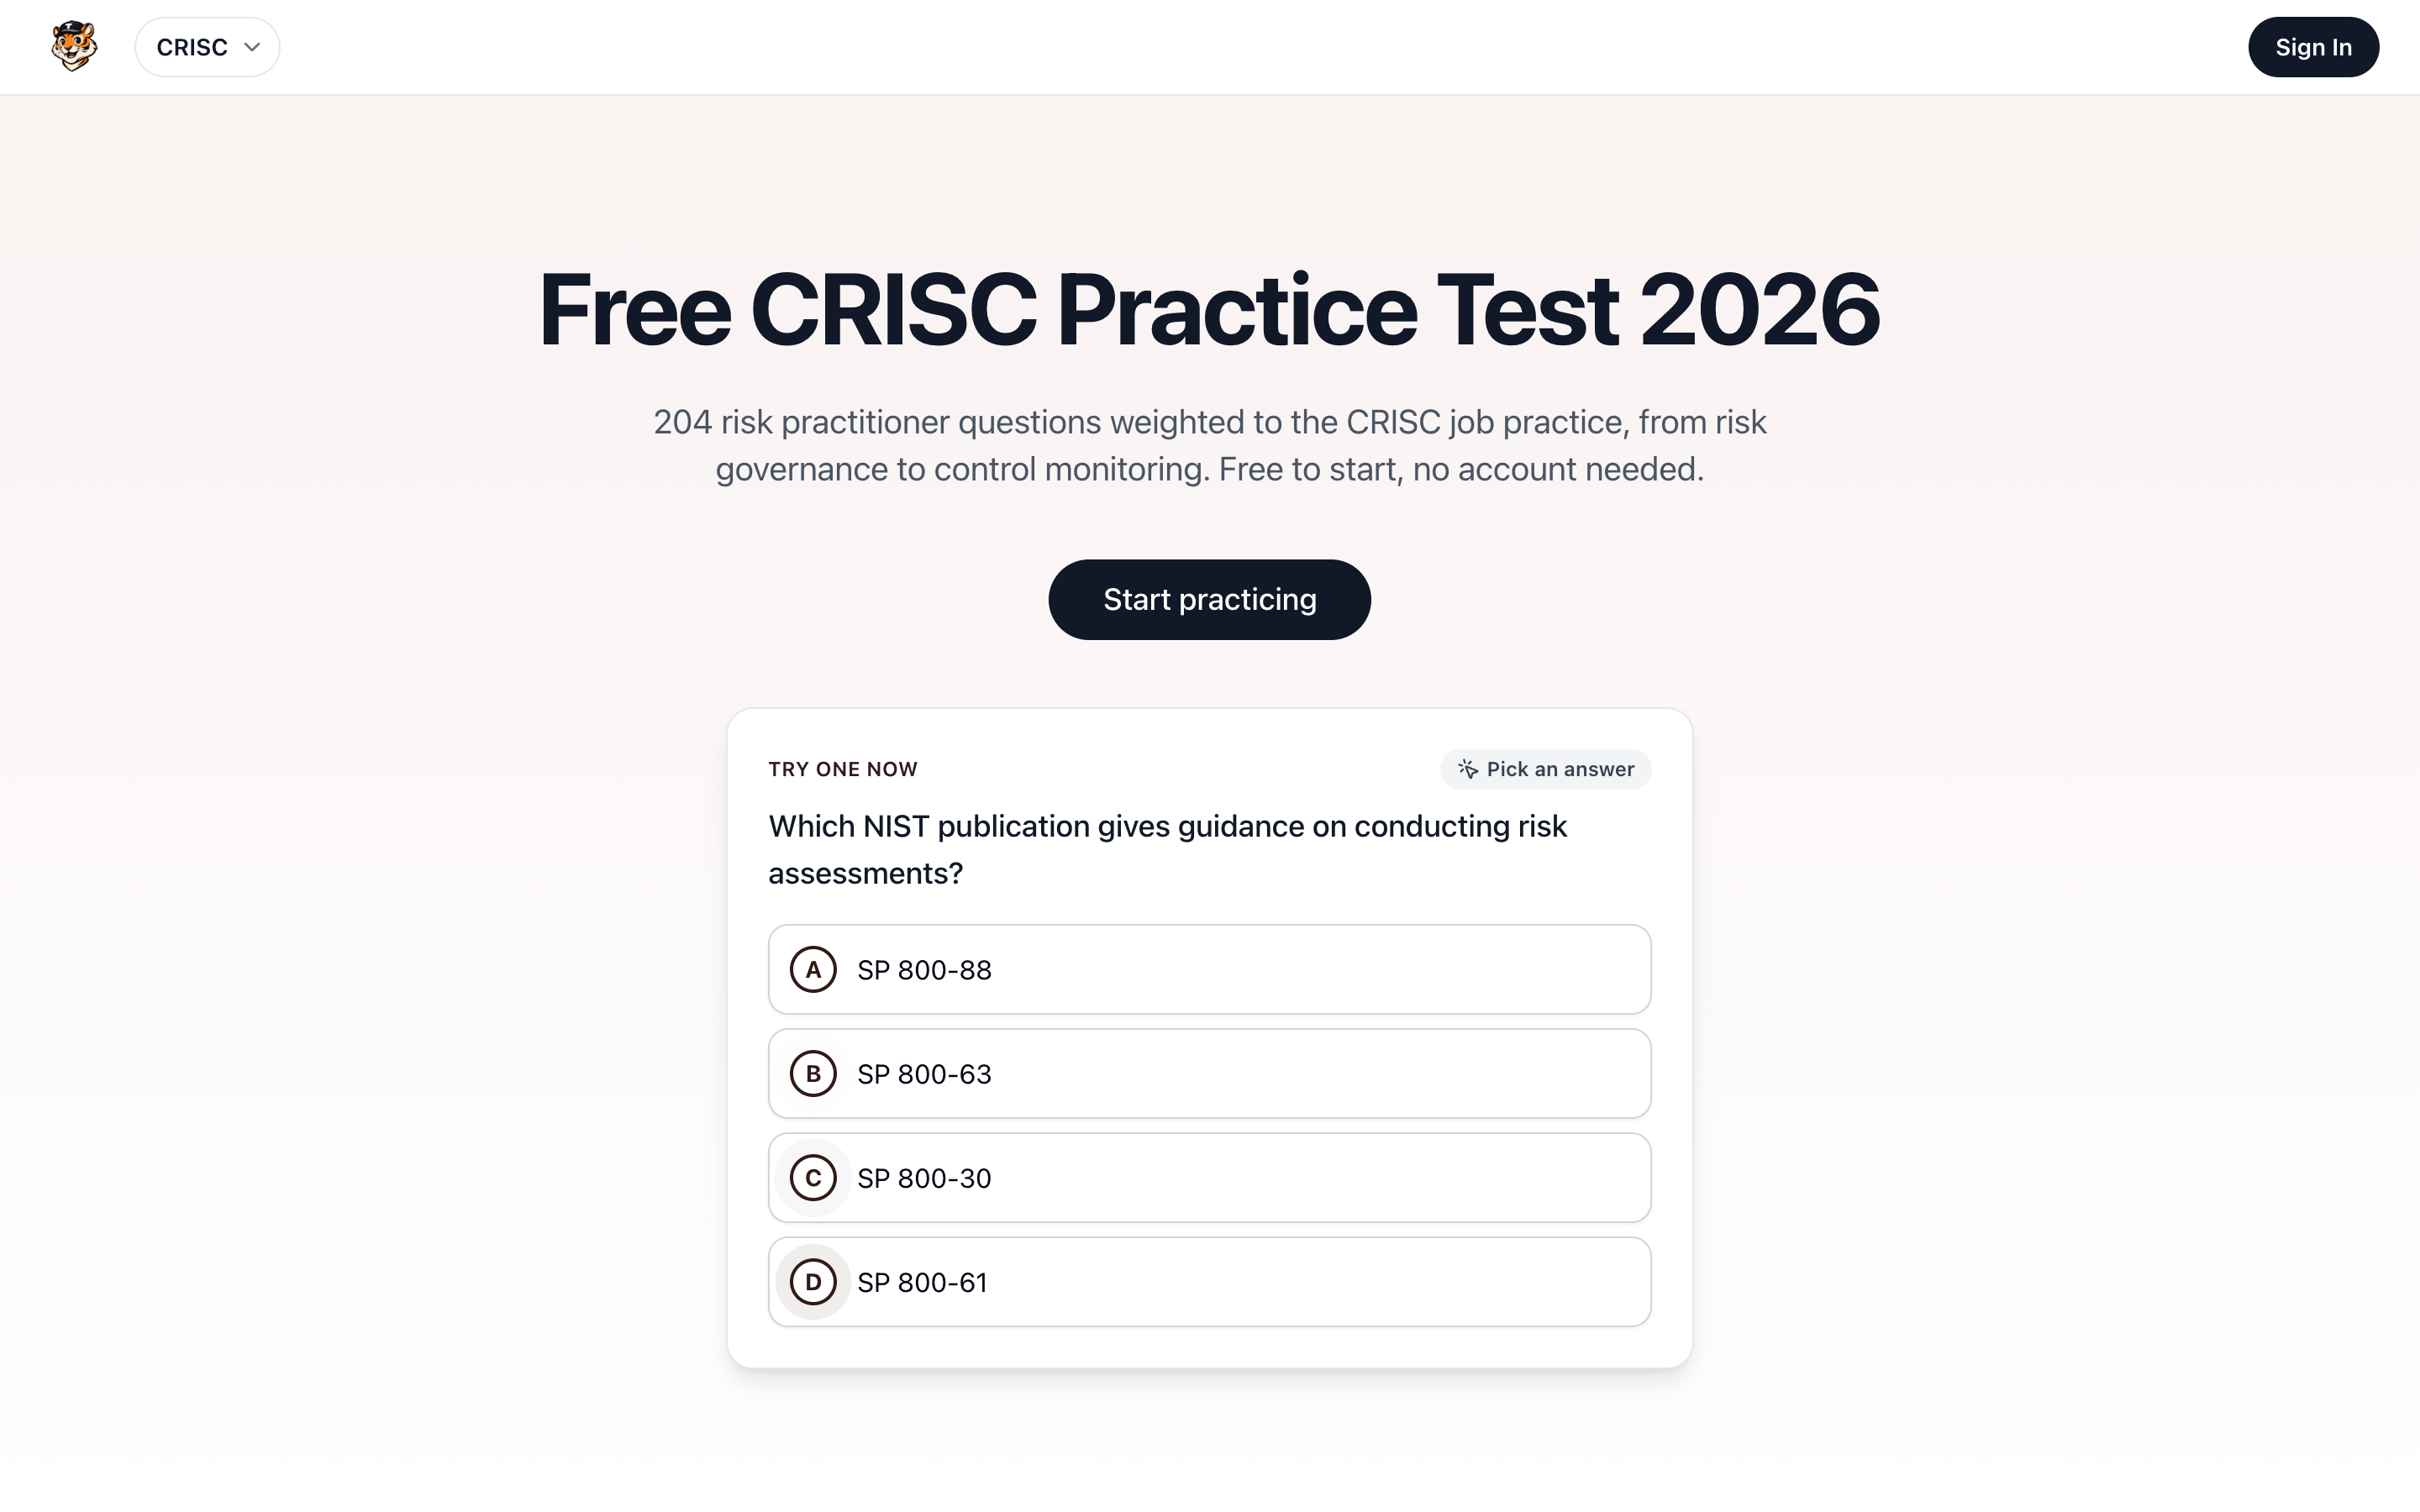 CRISC
Sign In
Free CRISC Practice Test 2026
204 risk practitioner questions weighted to the CRISC job practice, from risk
governance to control monitoring. Free to start, no account needed.
Start practicing
TRY ONE NOW
Pick an answer
Which NIST publication gives guidance on conducting risk
assessments?
A SP 800-88
B SP 800-63
C SP 800-30
D SP 800-61